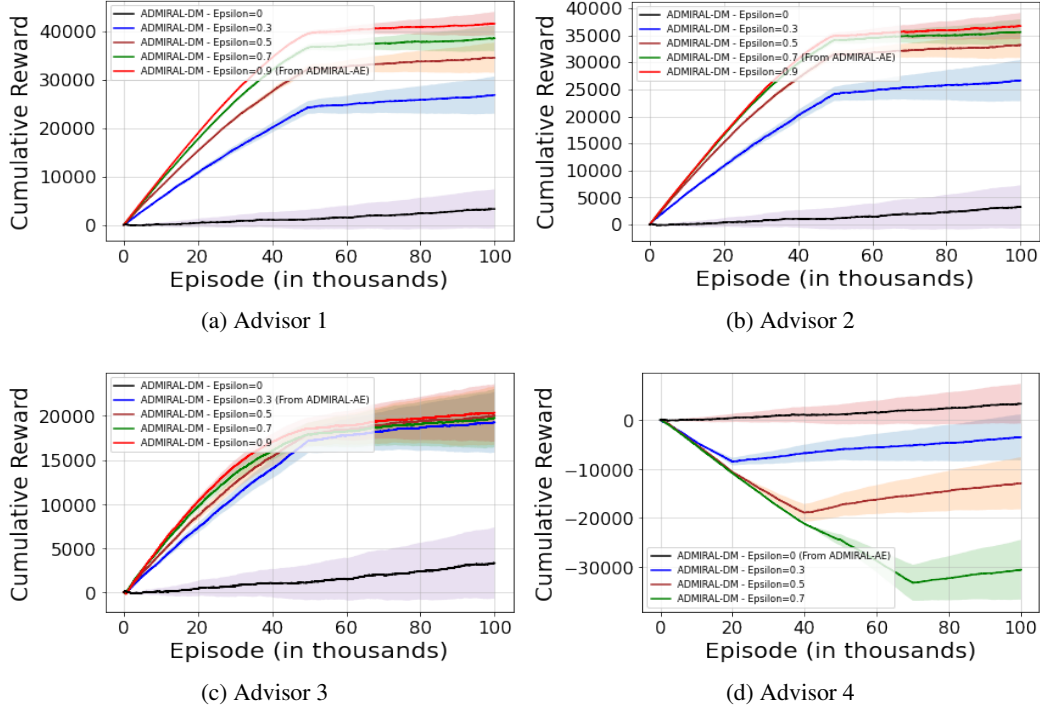 ADMIRAL-DM - Epsilon=0
ADMIRAL-DM - Epsilon=0.3
ADMIRAL-DM - Epsilon=0.5
ADMIRAL-DM - Epsilon=0.7
ADMIRAL-DM - Epsilon=0.9 (From ADMIRAL-AE)
40000
30000
20000
10000
0
Cumulative Reward
0 20 40 60 80 100
Episode (in thousands)
(a) Advisor 1
ADMIRAL-DM - Epsilon=0
ADMIRAL-DM - Epsilon=0.3
ADMIRAL-DM - Epsilon=0.5
ADMIRAL-DM - Epsilon=0.7 (From ADMIRAL-AE)
ADMIRAL-DM - Epsilon=0.9
40000
35000
30000
25000
20000
15000
10000
5000
0
Cumulative Reward
0 20 40 60 80 100
Episode (in thousands)
(b) Advisor 2
ADMIRAL-DM - Epsilon=0
ADMIRAL-DM - Epsilon=0.3 (From ADMIRAL-AE)
ADMIRAL-DM - Epsilon=0.5
ADMIRAL-DM - Epsilon=0.7
ADMIRAL-DM - Epsilon=0.9
20000
15000
10000
5000
0
Cumulative Reward
0 20 40 60 80 100
Episode (in thousands)
(c) Advisor 3
0
−10000
−20000
−30000
Cumulative Reward
ADMIRAL-DM - Epsilon=0 (From ADMIRAL-AE)
ADMIRAL-DM - Epsilon=0.3
ADMIRAL-DM - Epsilon=0.5
ADMIRAL-DM - Epsilon=0.7
0 20 40 60 80 100
Episode (in thousands)
(d) Advisor 4